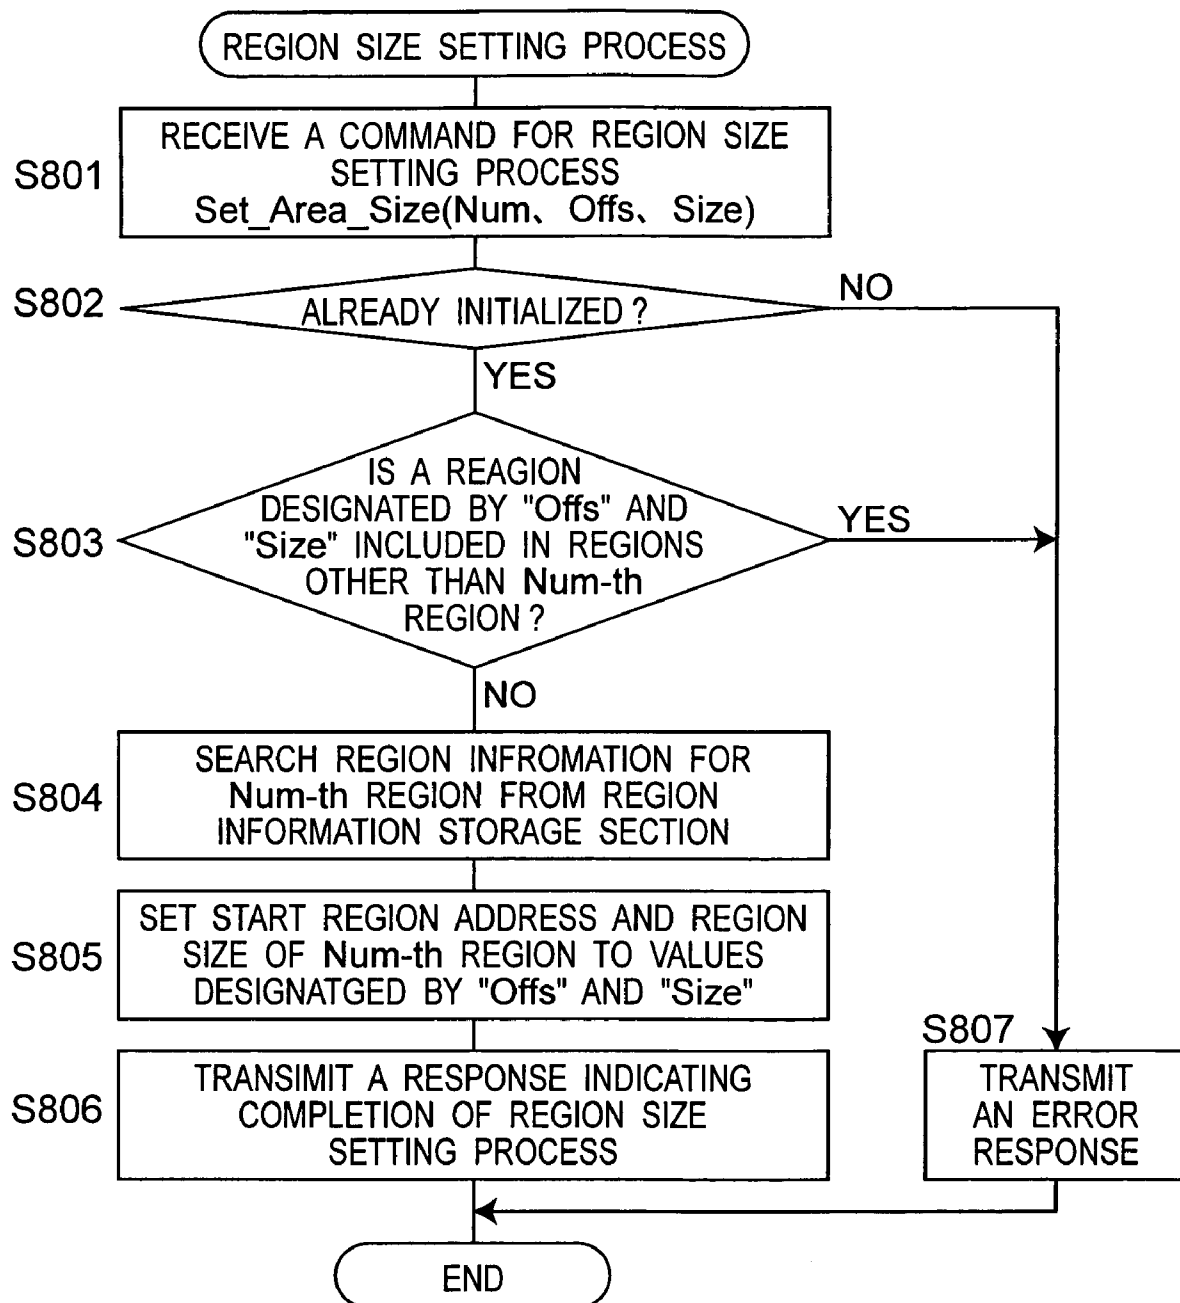 REGION SIZE SETTING PROCESS
S801
RECEIVE A COMMAND FOR REGION SIZE
SETTING PROCESS
Set_Area_Size(Num、Offs、Size)
S802
ALREADY INITIALIZED?
NO
YES
S803
IS A REAGION
DESIGNATED BY "Offs" AND
"Size" INCLUDED IN REGIONS
OTHER THAN Num-th
REGION?
YES
NO
S804
SEARCH REGION INFROMATION FOR
Num-th REGION FROM REGION
INFORMATION STORAGE SECTION
S805
SET START REGION ADDRESS AND REGION
SIZE OF Num-th REGION TO VALUES
DESIGNATGED BY "Offs" AND "Size"
S806
TRANSIMIT A RESPONSE INDICATING
COMPLETION OF REGION SIZE
SETTING PROCESS
S807
TRANSMIT
AN ERROR
RESPONSE
END